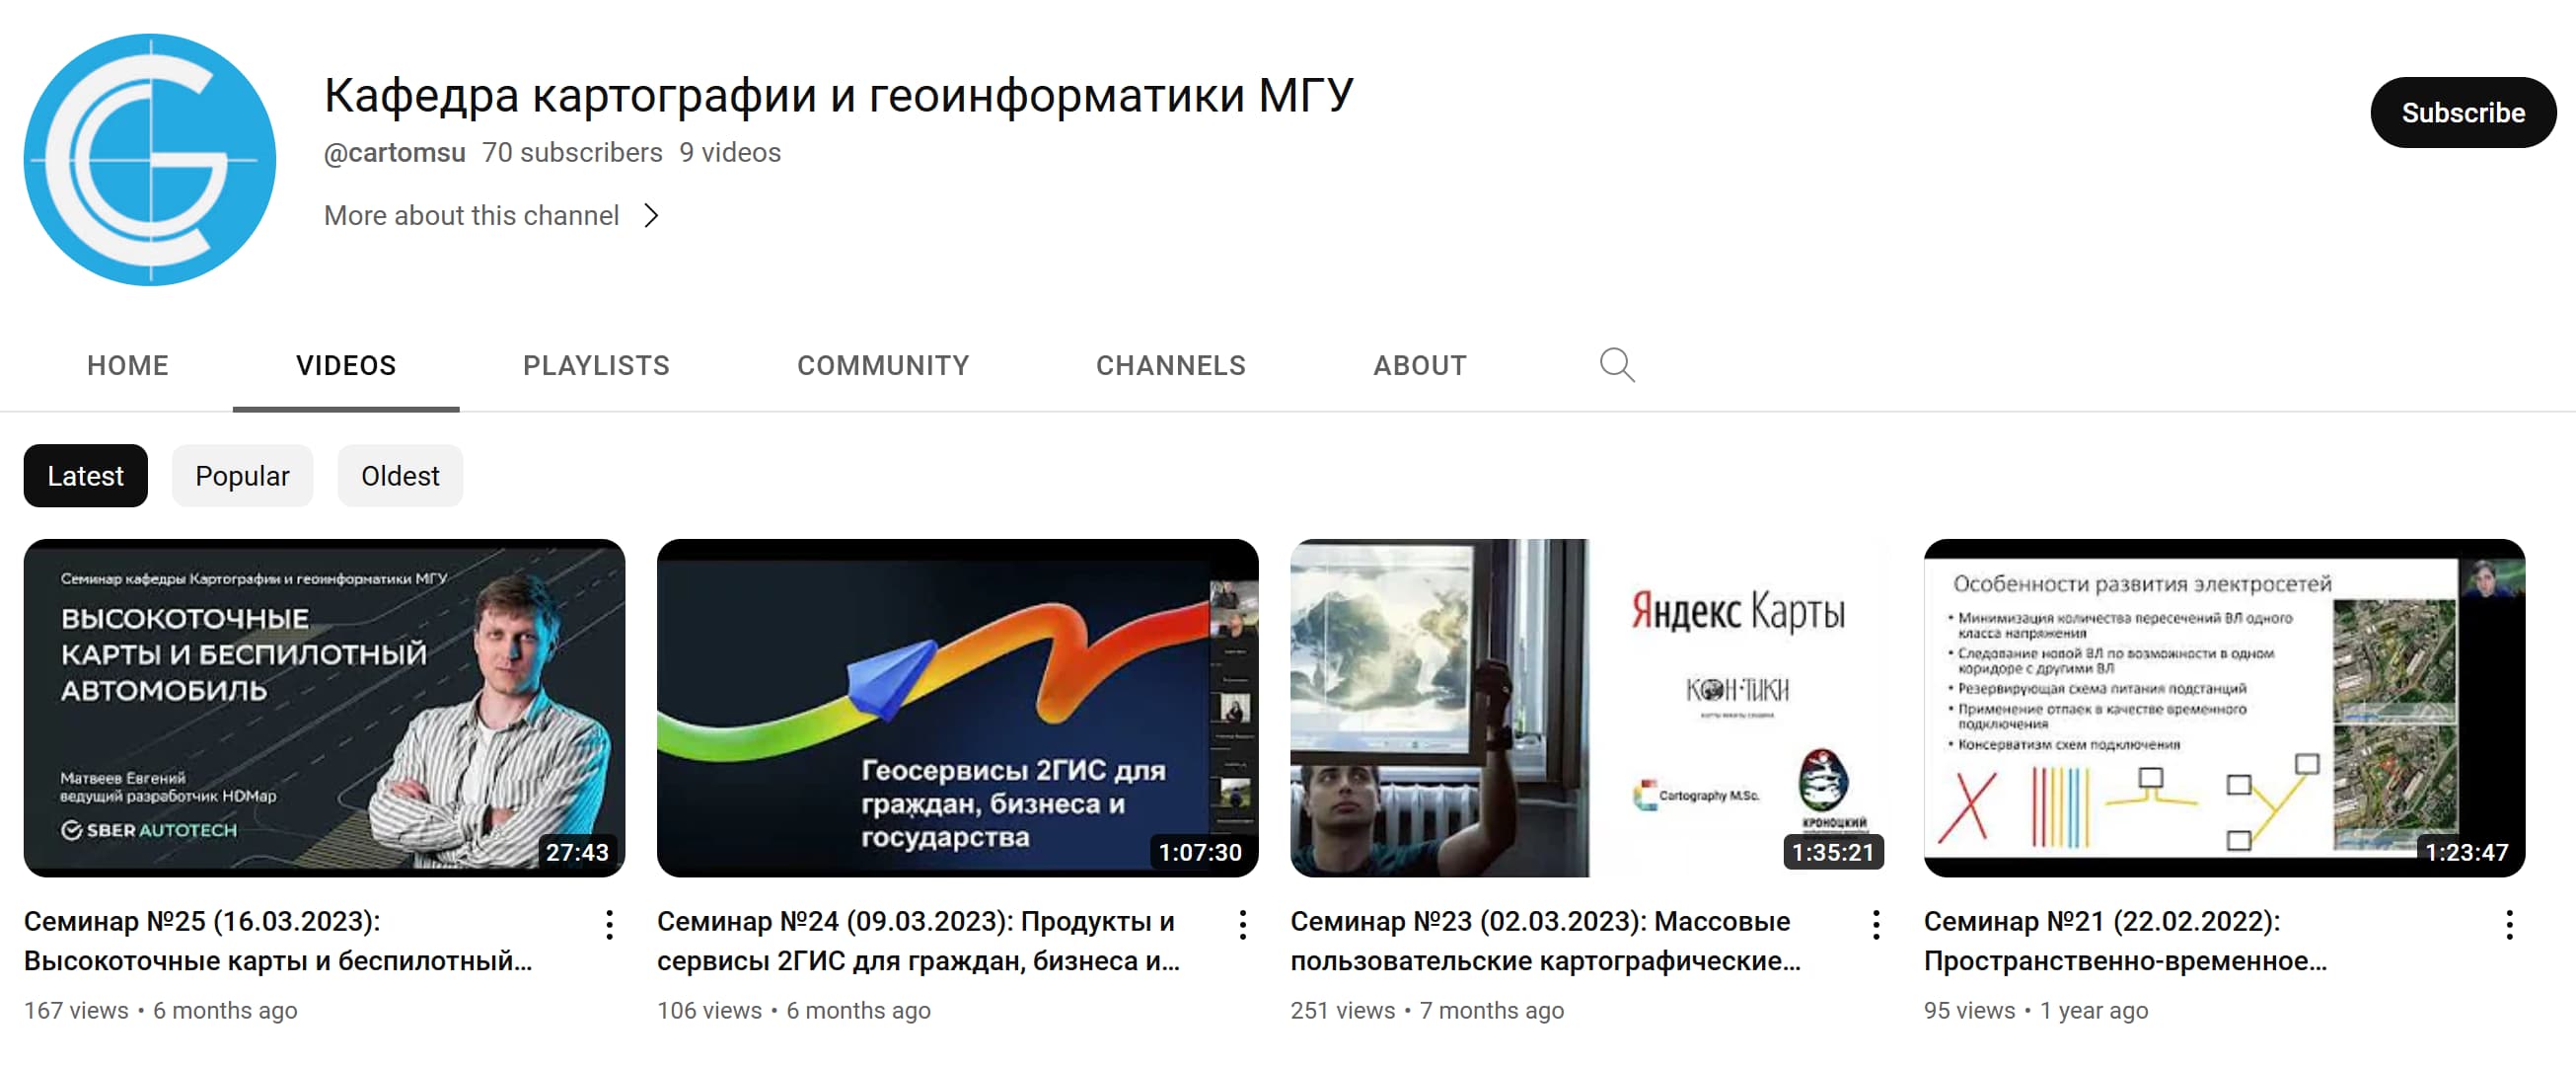 Кафедра картографии и геоинформатики МГУ
@cartomsu 70 subscribers 9 videos
More about this channel
Subscribe
HOME VIDEOS PLAYLISTS COMMUNITY CHANNELS ABOUT
Latest Popular Oldest
Семинар кафедры Картографии и геоинформатики МГУ
ВЫСОКОТОЧНЫЕ
КАРТЫ И БЕСПИЛОТНЫЙ
АВТОМОБИЛЬ
Матвеев Евгений
ведущий разработчик HDMap
SBER AUTOTECH
27:43
Семинар №25 (16.03.2023):
Высокоточные карты и беспилотный...
167 views • 6 months ago
Геосервисы 2ГИС для
граждан, бизнеса и
государства
1:07:30
Семинар №24 (09.03.2023): Продукты и
сервисы 2ГИС для граждан, бизнеса и...
106 views • 6 months ago
Яндекс Карты
КОН-ТИКИ
Cartography M.Sc.
КРОНОЦКИЙ
1:35:21
Семинар №23 (02.03.2023): Массовые
пользовательские картографические...
251 views • 7 months ago
Особенности развития электросетей
• Минимизация количества пересечений ВЛ одного
класса напряжения
• Следование новой ВЛ по возможности в одном
коридоре с другими ВЛ
• Резервирующая схема питания подстанций
• Применение отпаек в качестве временного
подключения
• Консерватизм схем подключения
1:23:47
Семинар №21 (22.02.2022):
Пространственно-временное...
95 views • 1 year ago